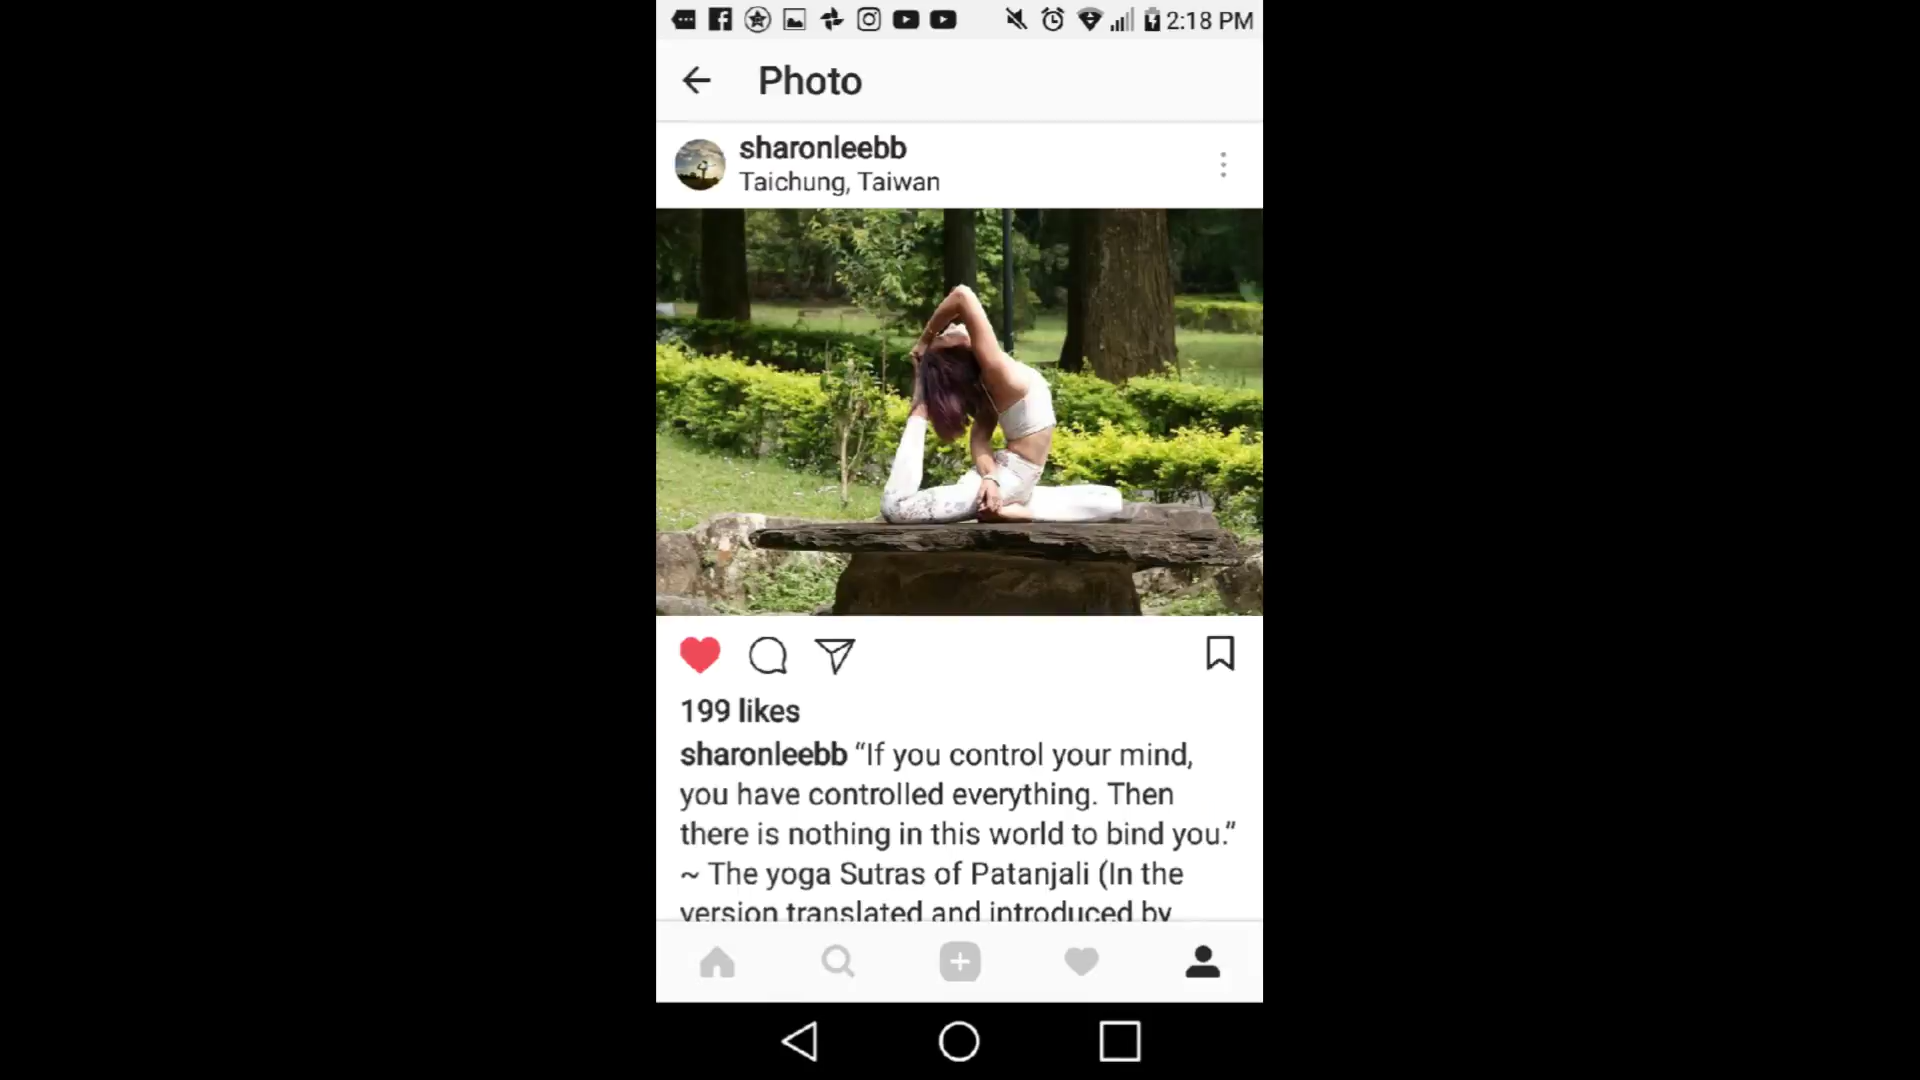 2:18 PM
Photo
sharonleebb
Taichung, Taiwan
199 likes
sharonleebb “If you control your mind,
you have controlled everything. Then
there is nothing in this world to bind you.”
~ The yoga Sutras of Patanjali (In the
version translated and introduced by